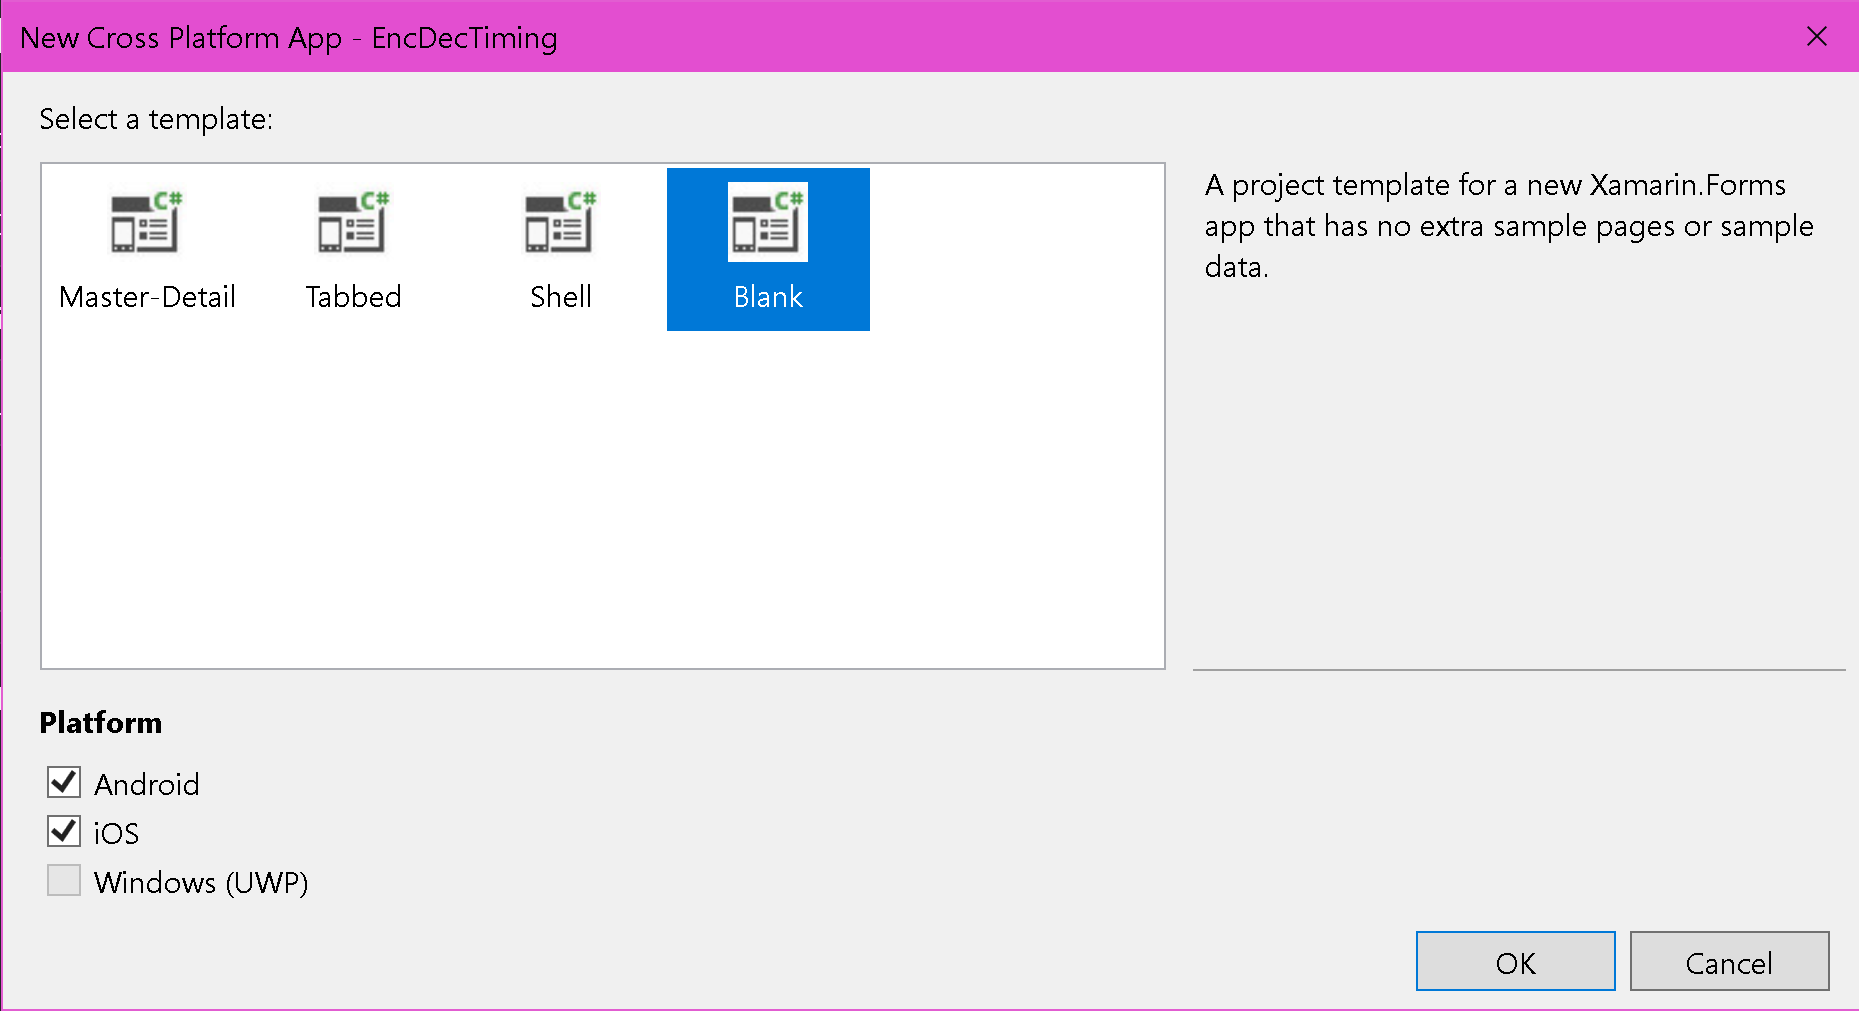 New Cross Platform App - EncDecTiming
Select a template:
C# C# C# C#
Master-Detail Tabbed Shell Blank
A project template for a new Xamarin.Forms
app that has no extra sample pages or sample
data.
Platform
Android
iOS
Windows (UWP)
OK Cancel